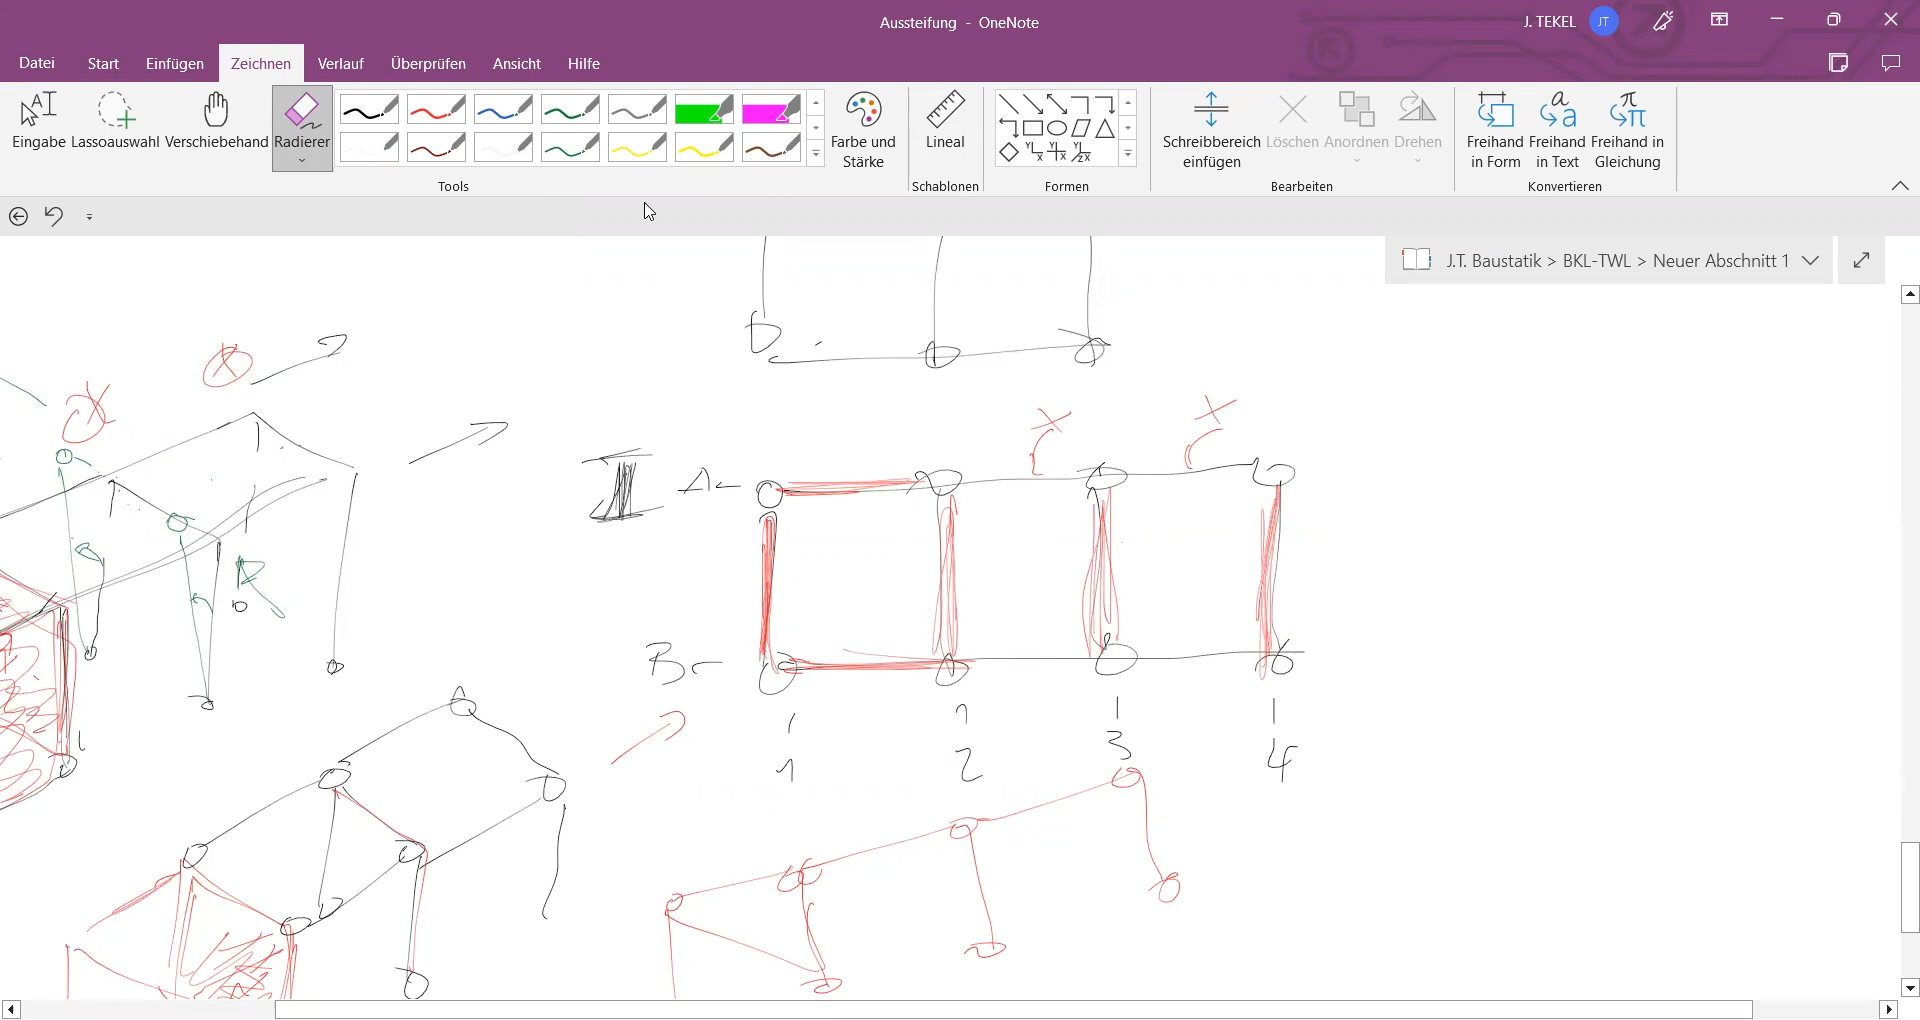 Aussteifung - OneNote
J. TEKEL
JT
Datei
Start
Einfügen
Zeichnen
Verlauf
Überprüfen
Ansicht
Hilfe
Eingabe
Lassoauswahl
Verschiebehand
Radierer
Farbe und
Stärke
Lineal
Schreibbereich
einfügen
Löschen
Anordnen
Drehen
Freihand
in Form
Freihand
in Text
Freihand in
Gleichung
Tools
Schablonen
Formen
Bearbeiten
Konvertieren
J.T. Baustatik > BKL-TWL > Neuer Abschnitt 1
A
B
1
2
3
4